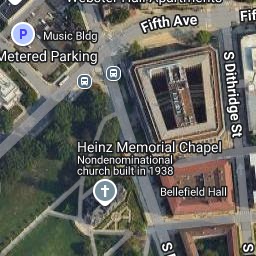 Webster Hall Apartments
Fifth Ave
Fif
P Music Bldg
Metered Parking
S Dithridge St
Heinz Memorial Chapel
Nondenominational
church built in 1938
Bellefield Hall
S